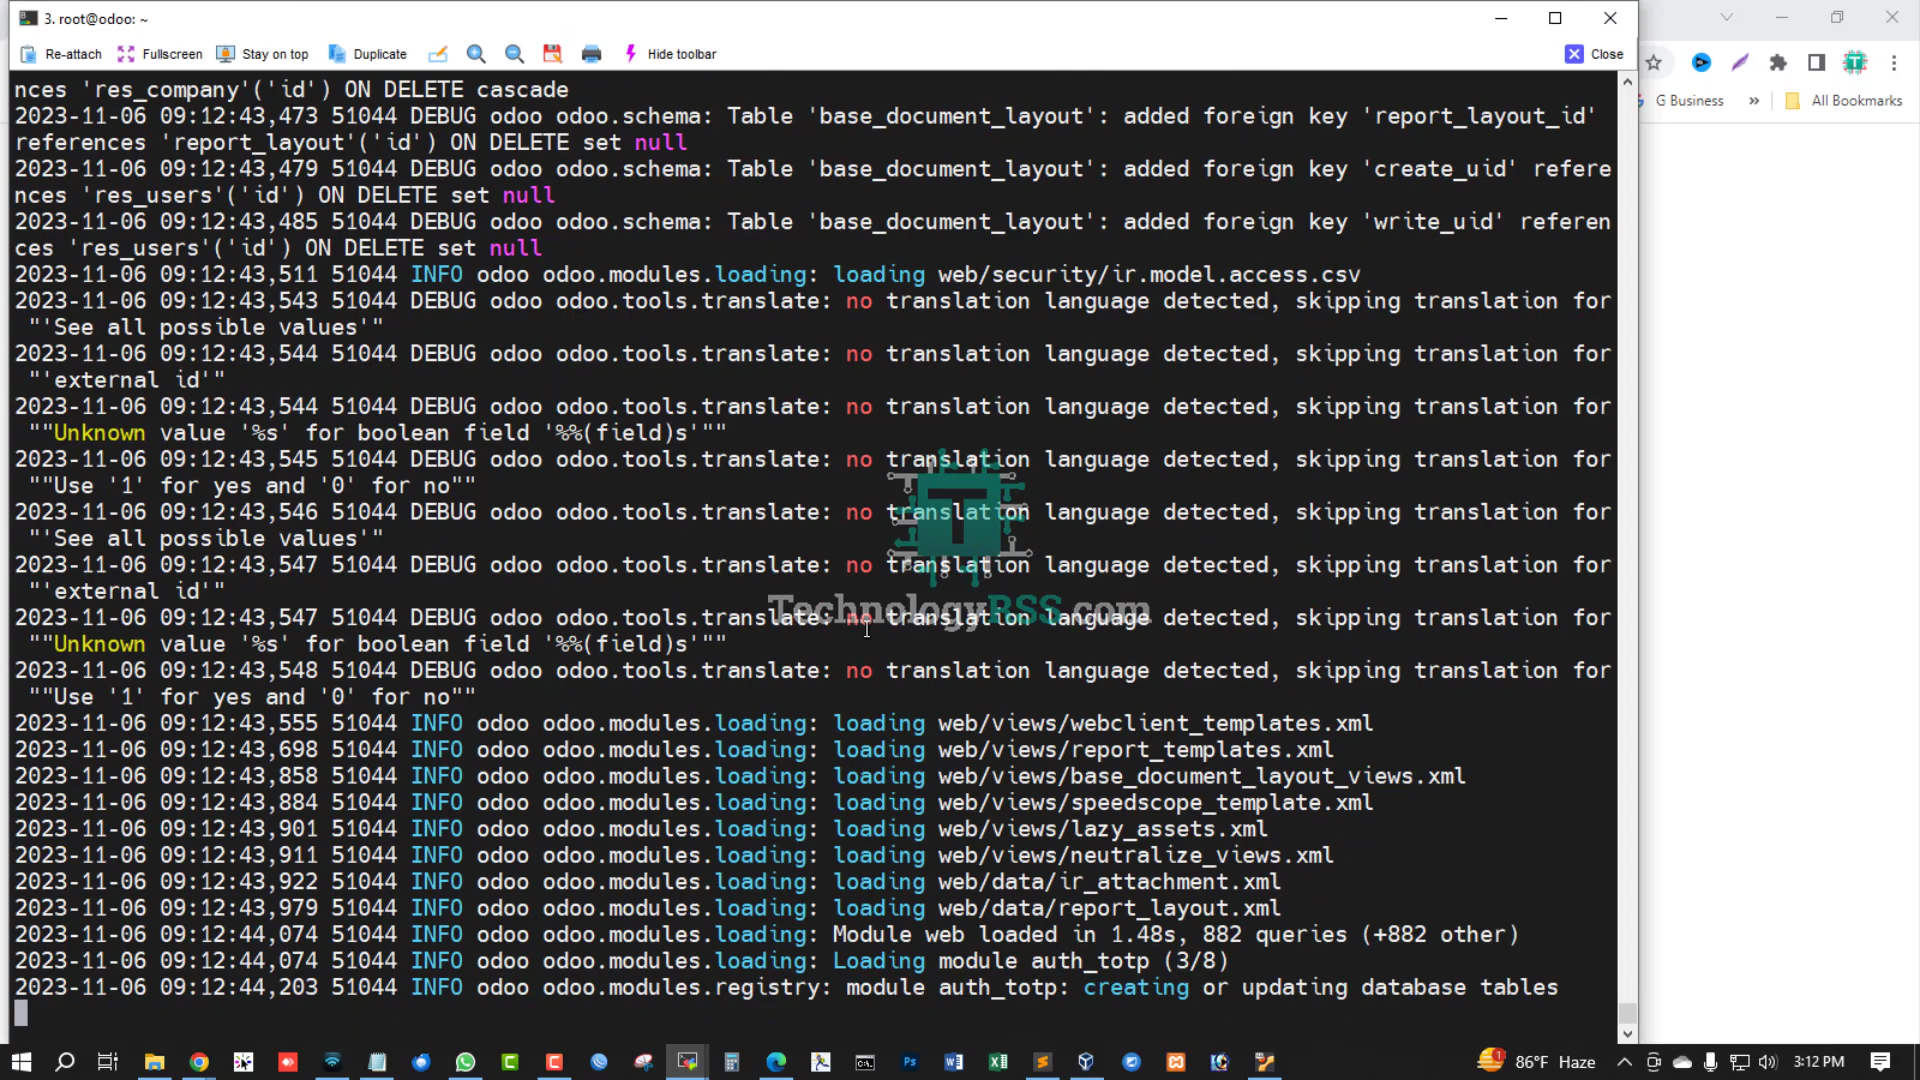 3. root@odoo: ~
Re-attach Fullscreen Stay on top Duplicate Hide toolbar Close
G Business » All Bookmarks
nces 'res_company'('id') ON DELETE cascade
2023-11-06 09:12:43,473 51044 DEBUG odoo odoo.schema: Table 'base_document_layout': added foreign key 'report_layout_id'
references 'report_layout'('id') ON DELETE set null
2023-11-06 09:12:43,479 51044 DEBUG odoo odoo.schema: Table 'base_document_layout': added foreign key 'create_uid' refere
nces 'res_users'('id') ON DELETE set null
2023-11-06 09:12:43,485 51044 DEBUG odoo odoo.schema: Table 'base_document_layout': added foreign key 'write_uid' referen
ces 'res_users'('id') ON DELETE set null
2023-11-06 09:12:43,511 51044 INFO odoo odoo.modules.loading: loading web/security/ir.model.access.csv
2023-11-06 09:12:43,543 51044 DEBUG odoo odoo.tools.translate: no translation language detected, skipping translation for
"'See all possible values'"
2023-11-06 09:12:43,544 51044 DEBUG odoo odoo.tools.translate: no translation language detected, skipping translation for
"'external id'"
2023-11-06 09:12:43,544 51044 DEBUG odoo odoo.tools.translate: no translation language detected, skipping translation for
""Unknown value '%s' for boolean field '%%(field)s'""
2023-11-06 09:12:43,545 51044 DEBUG odoo odoo.tools.translate: no translation language detected, skipping translation for
""Use '1' for yes and '0' for no""
2023-11-06 09:12:43,546 51044 DEBUG odoo odoo.tools.translate: no translation language detected, skipping translation for
"'See all possible values'"
2023-11-06 09:12:43,547 51044 DEBUG odoo odoo.tools.translate: no translation language detected, skipping translation for
"'external id'"
2023-11-06 09:12:43,547 51044 DEBUG odoo odoo.tools.translate: no translation language detected, skipping translation for
TechnologyRSS.com
""Unknown value '%s' for boolean field '%%(field)s'""
2023-11-06 09:12:43,548 51044 DEBUG odoo odoo.tools.translate: no translation language detected, skipping translation for
""Use '1' for yes and '0' for no""
2023-11-06 09:12:43,555 51044 INFO odoo odoo.modules.loading: loading web/views/webclient_templates.xml
2023-11-06 09:12:43,698 51044 INFO odoo odoo.modules.loading: loading web/views/report_templates.xml
2023-11-06 09:12:43,858 51044 INFO odoo odoo.modules.loading: loading web/views/base_document_layout_views.xml
2023-11-06 09:12:43,884 51044 INFO odoo odoo.modules.loading: loading web/views/speedscope_template.xml
2023-11-06 09:12:43,901 51044 INFO odoo odoo.modules.loading: loading web/views/lazy_assets.xml
2023-11-06 09:12:43,911 51044 INFO odoo odoo.modules.loading: loading web/views/neutralize_views.xml
2023-11-06 09:12:43,922 51044 INFO odoo odoo.modules.loading: loading web/data/ir_attachment.xml
2023-11-06 09:12:43,979 51044 INFO odoo odoo.modules.loading: loading web/data/report_layout.xml
2023-11-06 09:12:44,074 51044 INFO odoo odoo.modules.loading: Module web loaded in 1.48s, 882 queries (+882 other)
2023-11-06 09:12:44,074 51044 INFO odoo odoo.modules.loading: Loading module auth_totp (3/8)
2023-11-06 09:12:44,203 51044 INFO odoo odoo.modules.registry: module auth_totp: creating or updating database tables
86°F Haze 3:12 PM